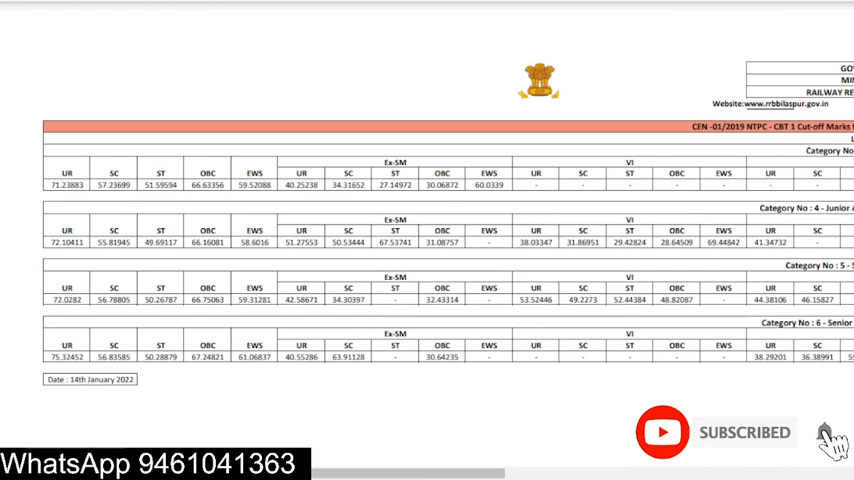 GO
MI
RAILWAY RE
Website:www.rrbbilaspur.gov.in
CEN -01/2019 NTPC - CBT 1 Cut-off Marks
Category No
Ex-SM VI
UR SC ST OBC EWS UR SC ST OBC EWS UR SC ST OBC EWS UR SC
71.23883 57.23699 51.59594 66.63356 59.52088 40.25238 34.31652 27.14972 30.06872 60.0339 - - - - - - -
Category No : 4 - Junior A
Ex-SM VI
UR SC ST OBC EWS UR SC ST OBC EWS UR SC ST OBC EWS UR SC
72.10411 55.81945 49.69117 66.16081 58.6016 51.27553 50.53444 67.53741 31.08757 - 38.03347 31.86951 29.42824 28.64509 69.44842 41.34732 -
Category No : 5 - S
Ex-SM VI
UR SC ST OBC EWS UR SC ST OBC EWS UR SC ST OBC EWS UR SC
72.0282 56.78805 50.26787 66.75063 59.31281 42.58671 34.30397 - 32.43314 - 53.52446 49.2273 52.44384 48.82087 - 44.38106 46.15827
Category No : 6 - Senior
Ex-SM VI
UR SC ST OBC EWS UR SC ST OBC EWS UR SC ST OBC EWS UR SC
75.32452 56.83585 50.28879 67.24821 61.06837 40.55286 63.91128 - 30.64235 - - - - - - 38.29201 36.38991
Date : 14th January 2022
SUBSCRIBED
WhatsApp 9461041363